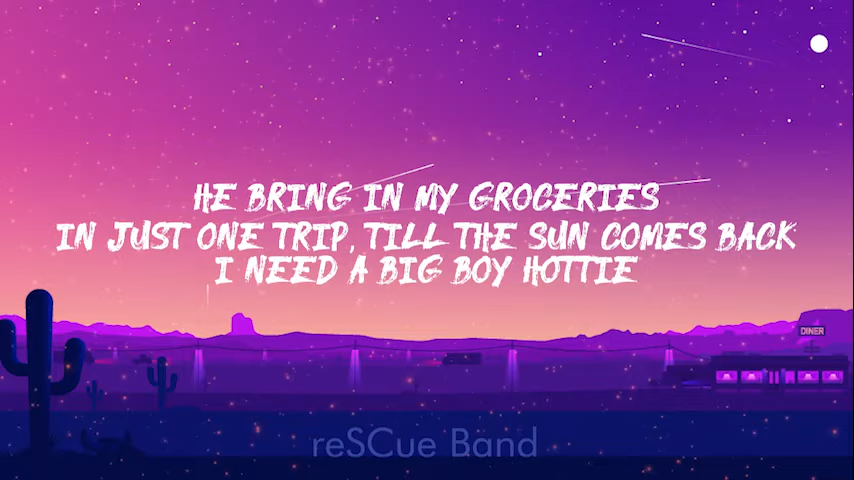 HE BRING IN MY GROCERIES
IN JUST ONE TRIP, TILL THE SUN COMES BACK
I NEED A BIG BOY HOTTIE
DINER
reSCue Band